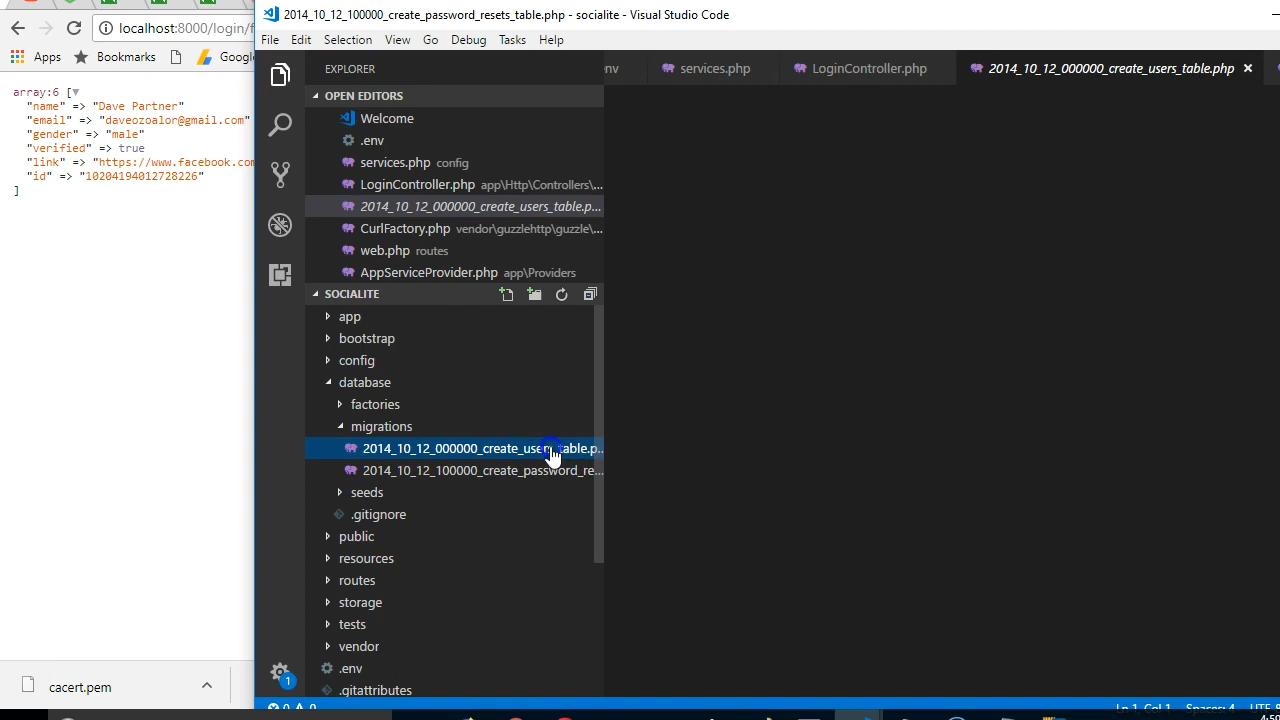 2014_10_12_100000_create_password_resets_table.php - socialite - Visual Studio Code
localhost:8000/login/f
File Edit Selection View Go Debug Tasks Help
Apps Bookmarks Googl
EXPLORER
nv services.php LoginController.php 2014_10_12_000000_create_users_table.php
array:6 [
"name" => "Dave Partner"
"email" => "daveozoalor@gmail.com"
"gender" => "male"
"verified" => true
"link" => "https://www.facebook.com
"id" => "10204194012728226"
]
OPEN EDITORS
Welcome
.env
services.php config
LoginController.php app\Http\Controllers\...
2014_10_12_000000_create_users_table.p...
CurlFactory.php vendor\guzzlehttp\guzzle\...
web.php routes
AppServiceProvider.php app\Providers
SOCIALITE
app
bootstrap
config
database
factories
migrations
2014_10_12_000000_create_users_table.p...
2014_10_12_100000_create_password_re...
seeds
.gitignore
public
resources
routes
storage
tests
vendor
.env
.gitattributes
1
cacert.pem
0 0
Ln 1, Col 1 Spaces: 4 UTF-8